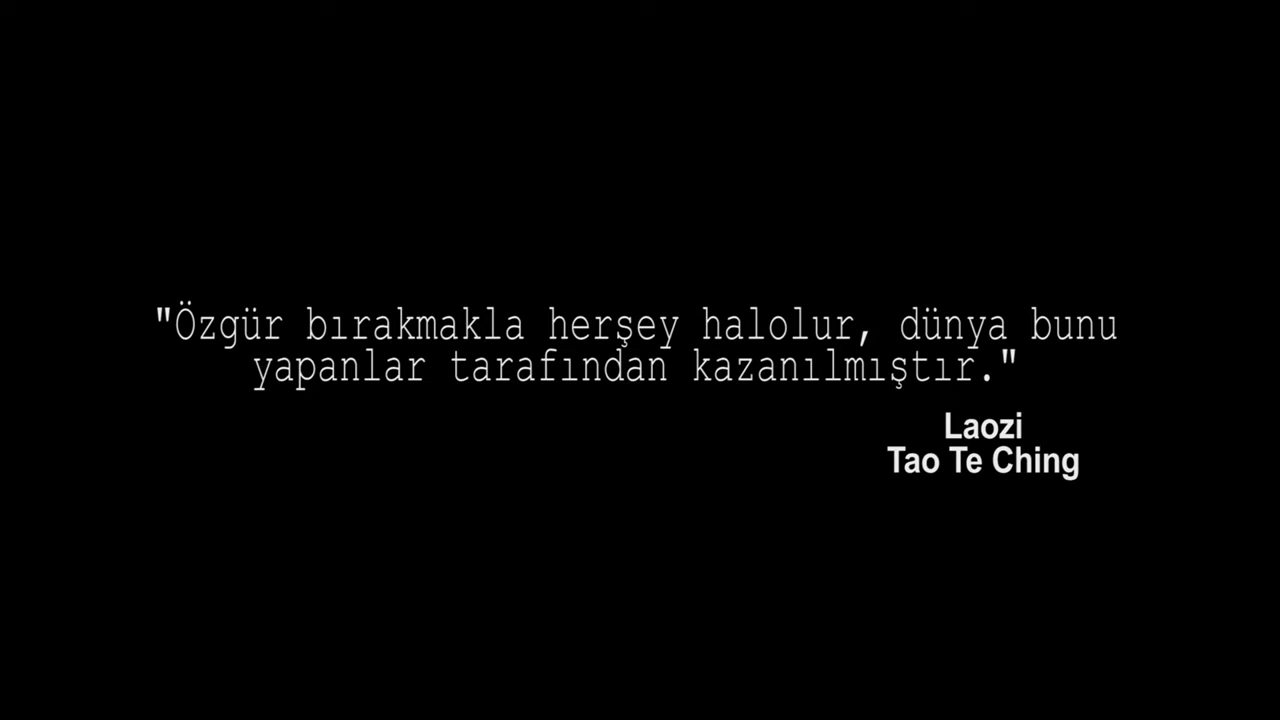 "Özgür bırakmakla herşey halolur, dünya bunu
yapanlar tarafından kazanılmıştır."
Laozi
Tao Te Ching